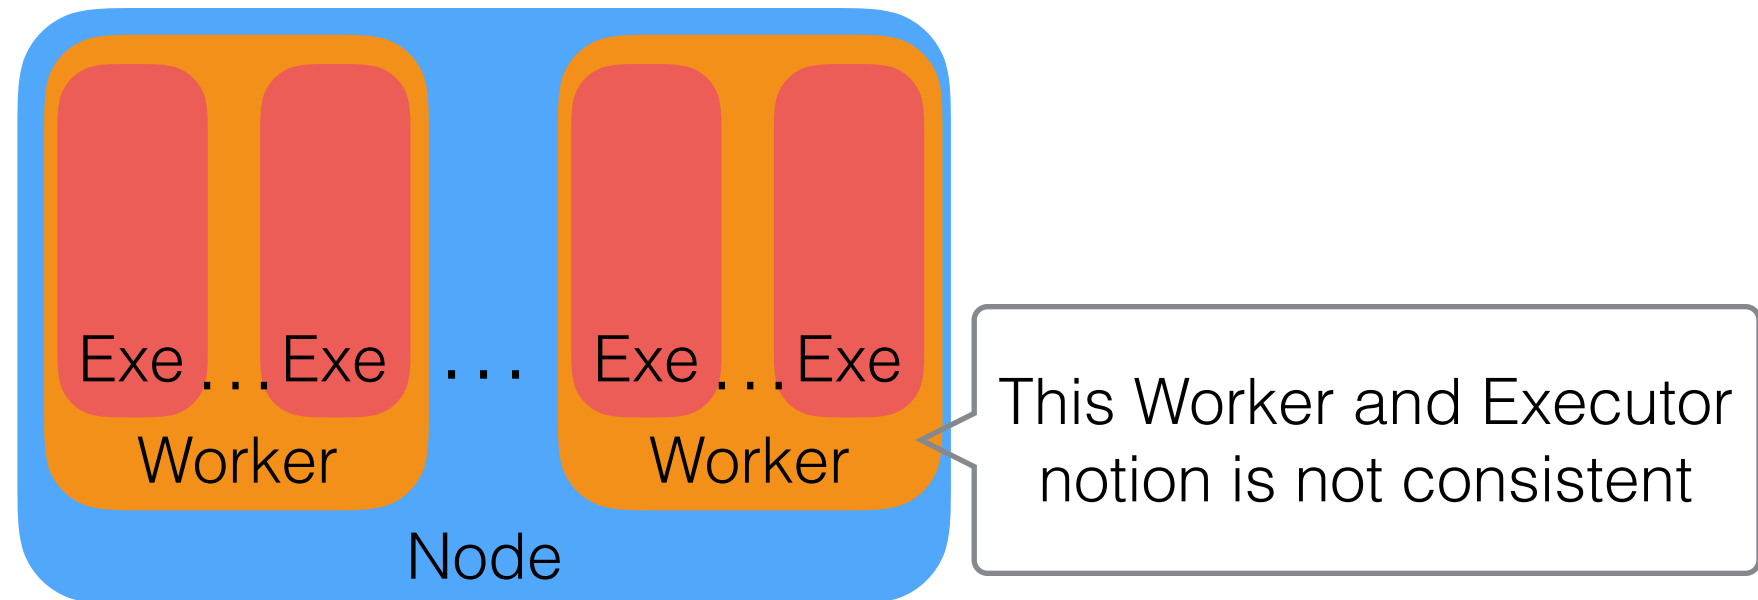 Exe ... Exe ... Exe ... Exe
Worker
Worker
Node
This Worker and Executor
notion is not consistent